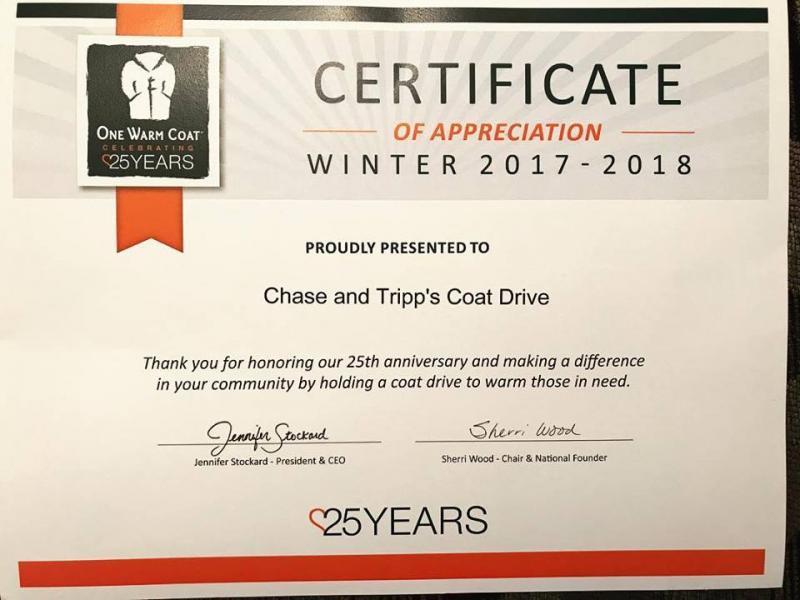 ONE WARM COAT
CELEBRATING
25YEARS
CERTIFICATE
OF APPRECIATION
WINTER 2017-2018
PROUDLY PRESENTED TO
Chase and Tripp's Coat Drive
Thank you for honoring our 25th anniversary and making a difference
in your community by holding a coat drive to warm those in need.
Jennifer Stockard
Jennifer Stockard - President & CEO
Sherri Wood
Sherri Wood - Chair & National Founder
25YEARS